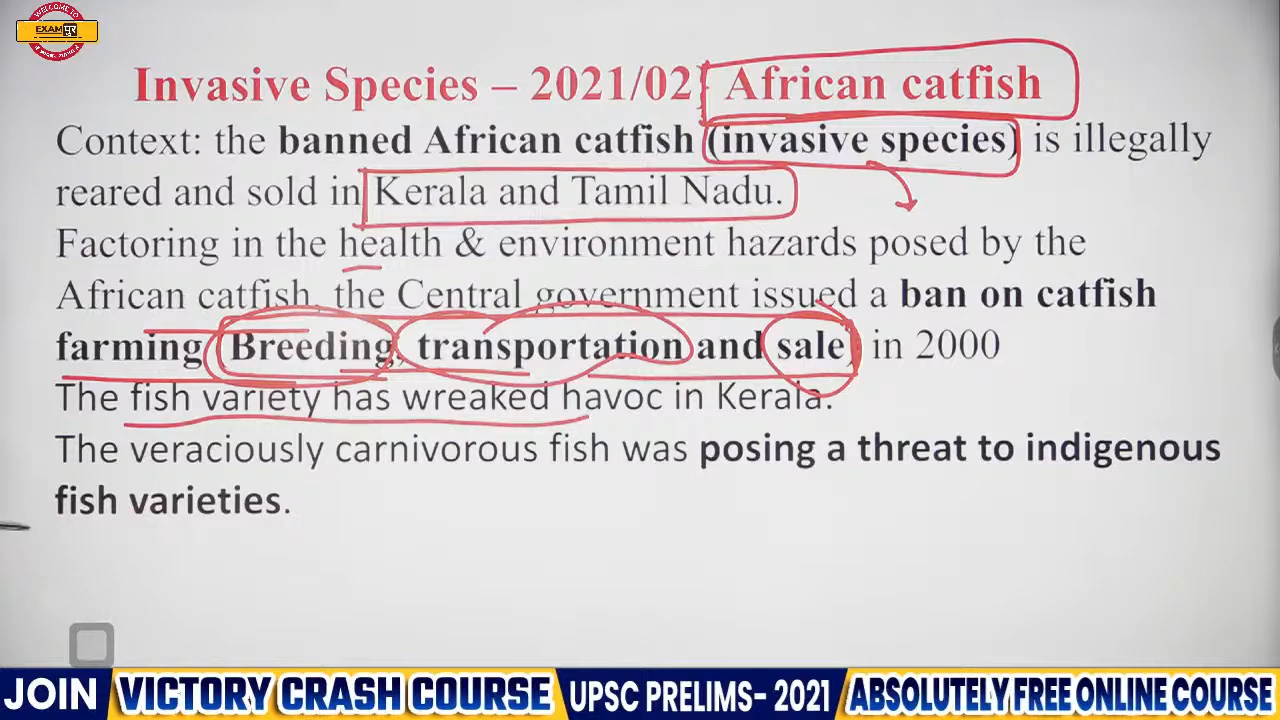 WELCOME TO
EXAM पुर
Invasive Species – 2021/02 African catfish
Context: the banned African catfish (invasive species) is illegally
reared and sold in Kerala and Tamil Nadu.
Factoring in the health & environment hazards posed by the
African catfish, the Central government issued a ban on catfish
farming (Breeding, transportation and sale) in 2000
The fish variety has wreaked havoc in Kerala.
The veraciously carnivorous fish was posing a threat to indigenous
fish varieties.
JOIN VICTORY CRASH COURSE UPSC PRELIMS- 2021 ABSOLUTELY FREE ONLINE COURSE